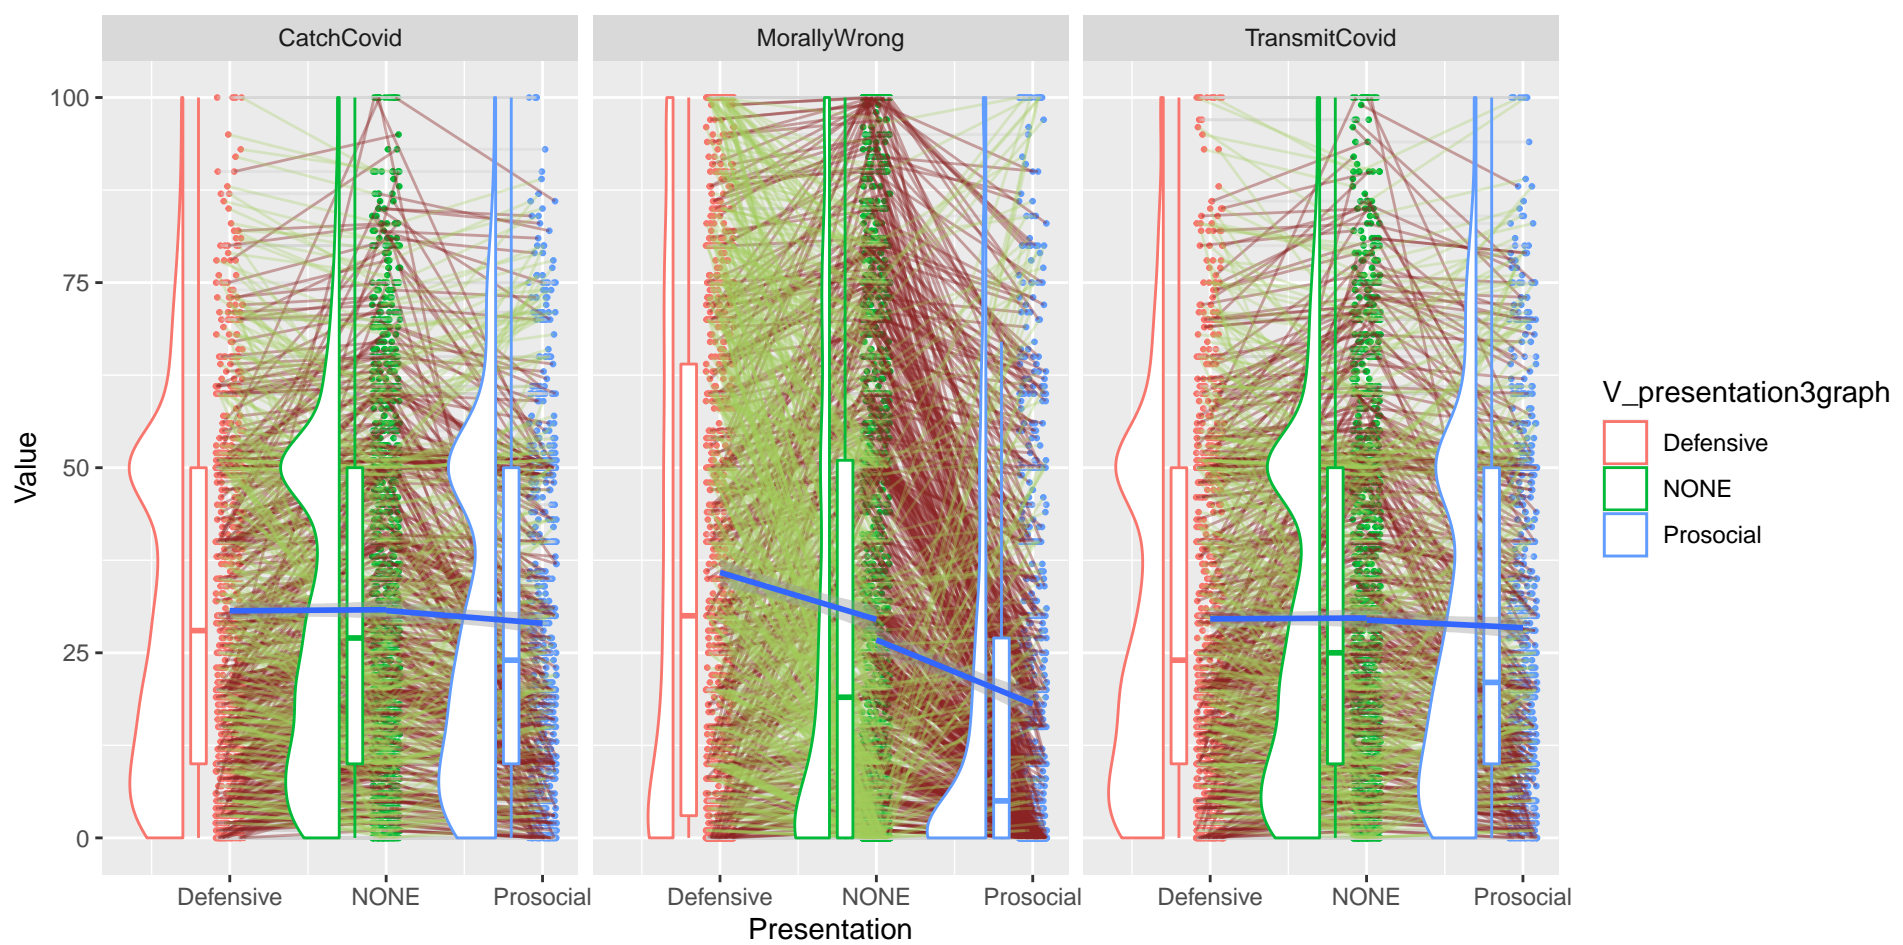 CatchCovid MorallyWrong TransmitCovid
100
75
50
25
0
Value
Defensive NONE Prosocial Defensive NONE Prosocial Defensive NONE Prosocial
Presentation
V_presentation3graph
Defensive
NONE
Prosocial